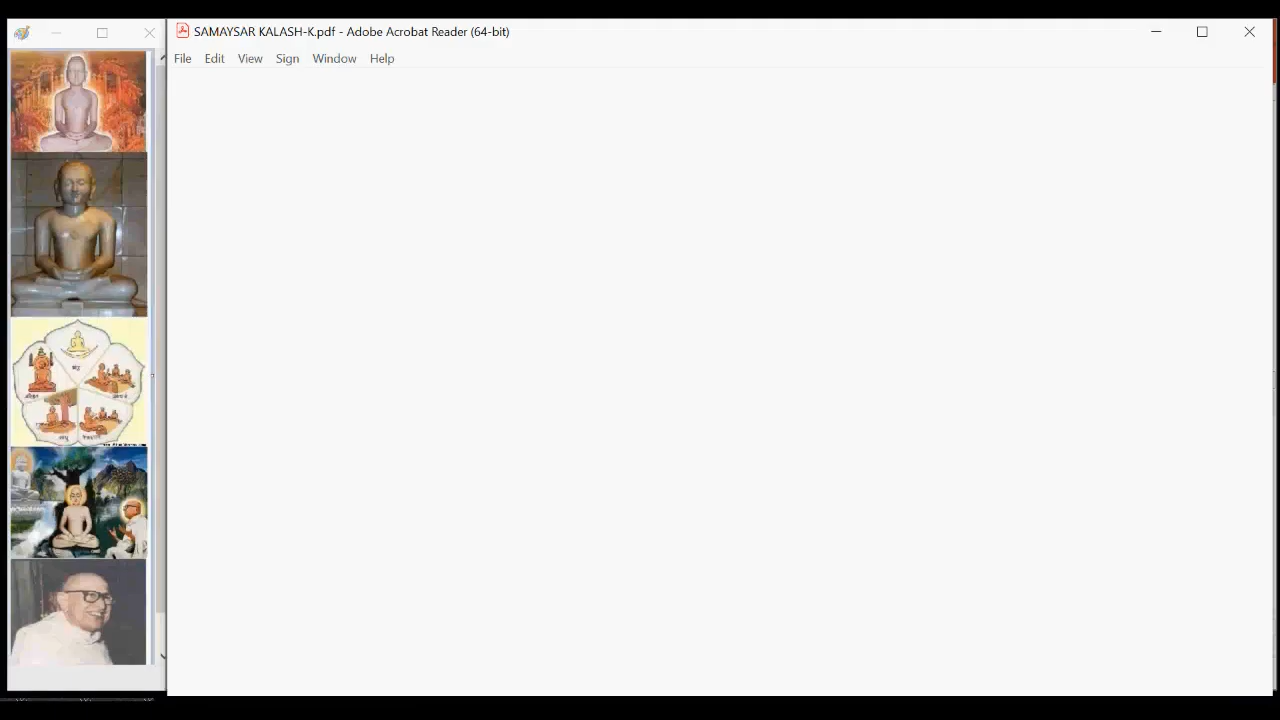 SAMAYSAR KALASH-K.pdf - Adobe Acrobat Reader (64-bit)
File Edit View Sign Window Help